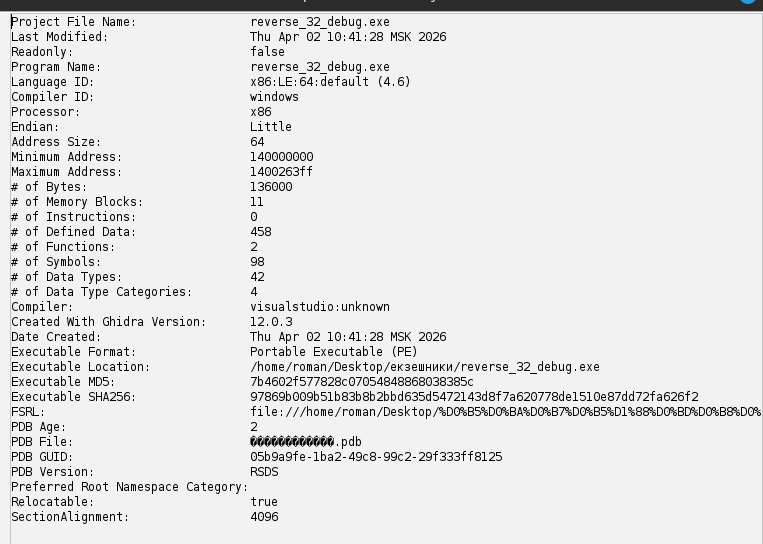 Project File Name: reverse_32_debug.exe
Last Modified: Thu Apr 02 10:41:28 MSK 2026
Readonly: false
Program Name: reverse_32_debug.exe
Language ID: x86:LE:64:default (4.6)
Compiler ID: windows
Processor: x86
Endian: Little
Address Size: 64
Minimum Address: 140000000
Maximum Address: 1400263ff
# of Bytes: 136000
# of Memory Blocks: 11
# of Instructions: 0
# of Defined Data: 458
# of Functions: 2
# of Symbols: 98
# of Data Types: 42
# of Data Type Categories: 4
Compiler: visualstudio:unknown
Created With Ghidra Version: 12.0.3
Date Created: Thu Apr 02 10:41:28 MSK 2026
Executable Format: Portable Executable (PE)
Executable Location: /home/roman/Desktop/екзешники/reverse_32_debug.exe
Executable MD5: 7b4602f577828c07054848868038385c
Executable SHA256: 97869b009b51b83b8b2bbd635d5472143d8f7a620778de1510e87dd72fa626f2
FSRL: file:///home/roman/Desktop/%D0%B5%D0%BA%D0%B7%D0%B5%D1%88%D0%BD%D0%B8%D0%
PDB Age: 2
PDB File: ��������������.pdb
PDB GUID: 05b9a9fe-1ba2-49c8-99c2-29f333ff8125
PDB Version: RSDS
Preferred Root Namespace Category:
Relocatable: true
SectionAlignment: 4096